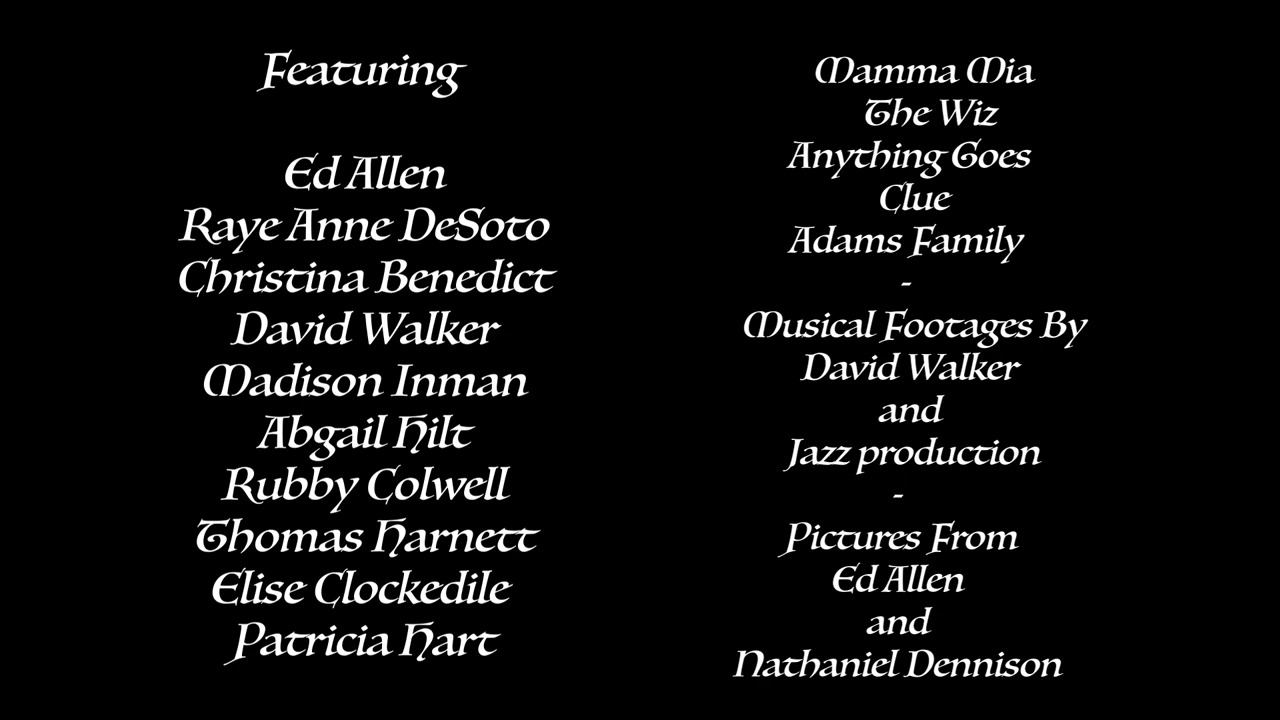 Featuring
Ed Allen
Raye Anne DeSoto
Christina Benedict
David Walker
Madison Inman
Abgail Hilt
Rubby Colwell
Thomas Harnett
Elise Clockedile
Patricia Hart
Mamma Mia
The Wiz
Anything Goes
Clue
Adams Family
-
Musical Footages By
David Walker
and
Jazz production
-
Pictures From
Ed Allen
and
Nathaniel Dennison